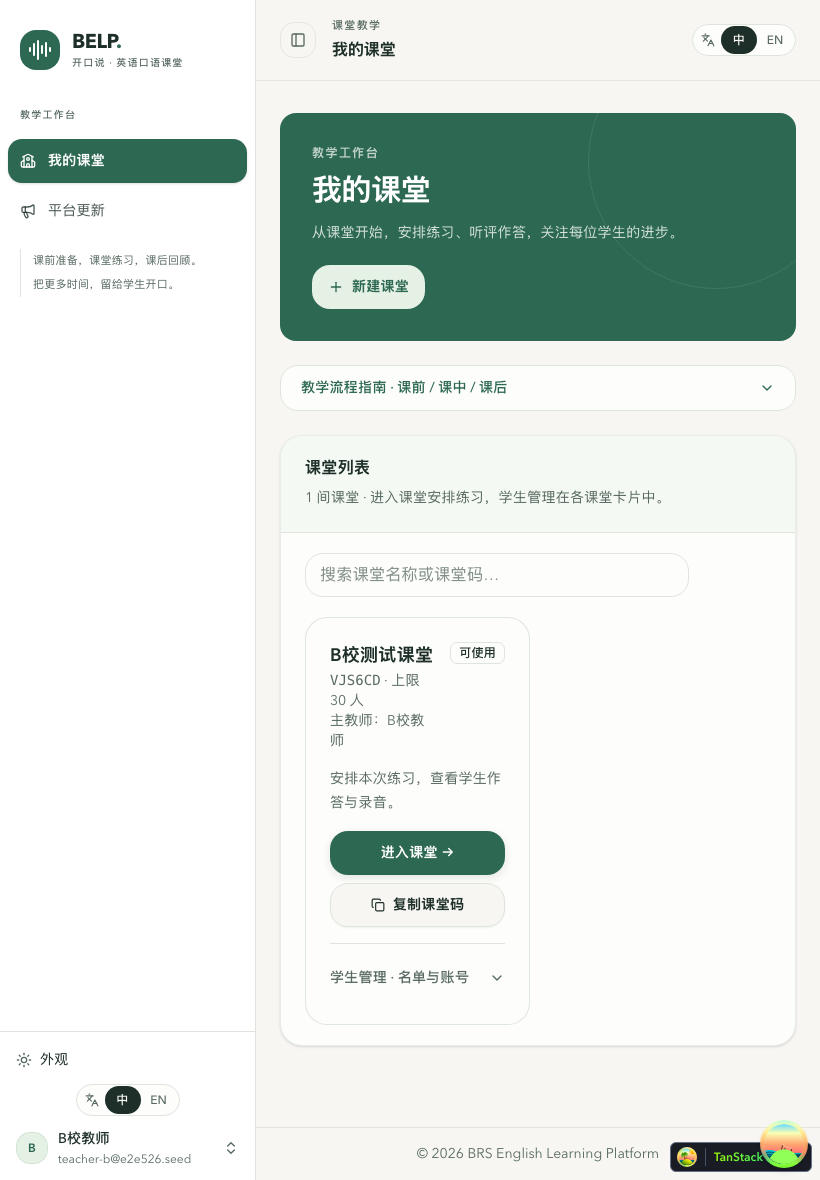 BELP.
开口说 · 英语口语课堂
教学工作台
我的课堂
平台更新
课前准备，课堂练习，课后回顾。
把更多时间，留给学生开口。
外观
中 EN
B
B校教师
teacher-b@e2e526.seed
课堂教学
我的课堂
中 EN
教学工作台
我的课堂
从课堂开始，安排练习、听评作答，关注每位学生的进步。
新建课堂
教学流程指南 · 课前 / 课中 / 课后
课堂列表
1 间课堂 · 进入课堂安排练习，学生管理在各课堂卡片中。
搜索课堂名称或课堂码…
B校测试课堂 可使用
VJS6CD · 上限
30 人
主教师：B校教
师
安排本次练习，查看学生作
答与录音。
进入课堂 →
复制课堂码
学生管理 · 名单与账号
© 2026 BRS English Learning Platform
TanStack